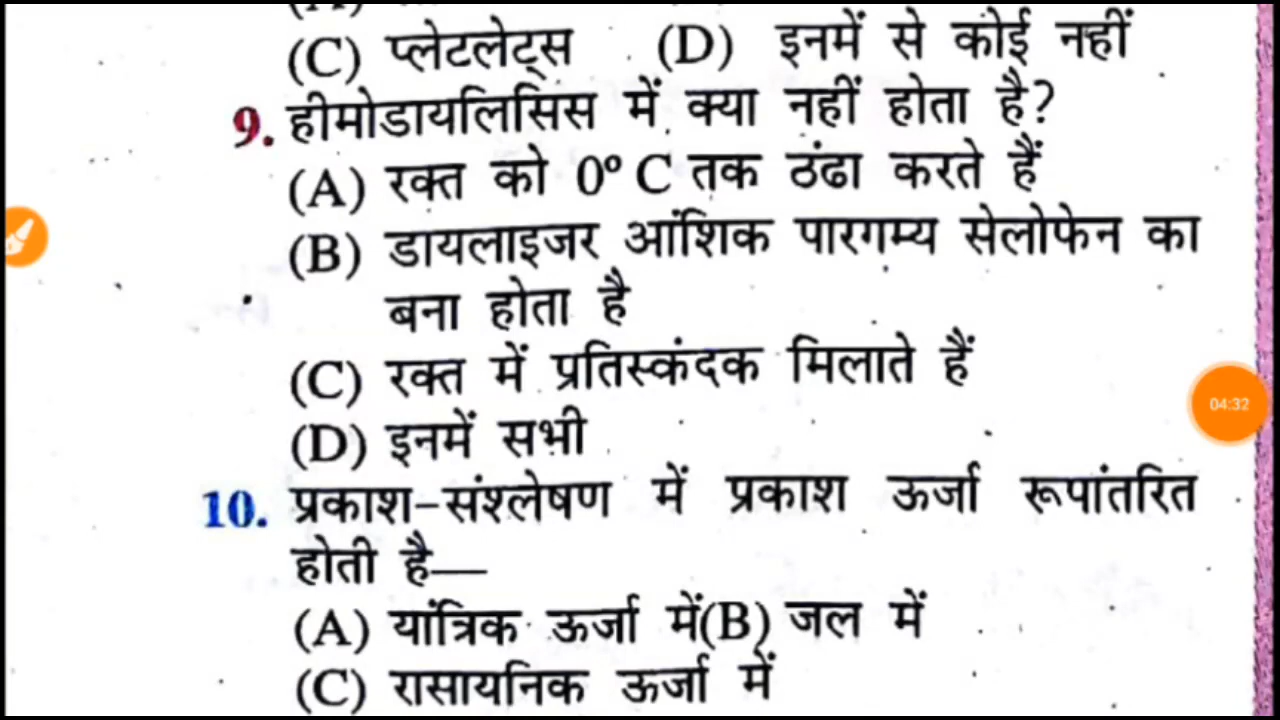 (C) प्लेटलेट्स (D) इनमें से कोई नहीं
9. हीमोडायलिसिस में क्या नहीं होता है?
(A) रक्त को 0° C तक ठंढा करते हैं
(B) डायलाइजर आंशिक पारगम्य सेलोफेन का
बना होता है
(C) रक्त में प्रतिस्कंदक मिलाते हैं
04:32
(D) इनमें सभी
10. प्रकाश-संश्लेषण में प्रकाश ऊर्जा रूपांतरित
होती है—
(A) यांत्रिक ऊर्जा में (B) जल में
(C) रासायनिक ऊर्जा में